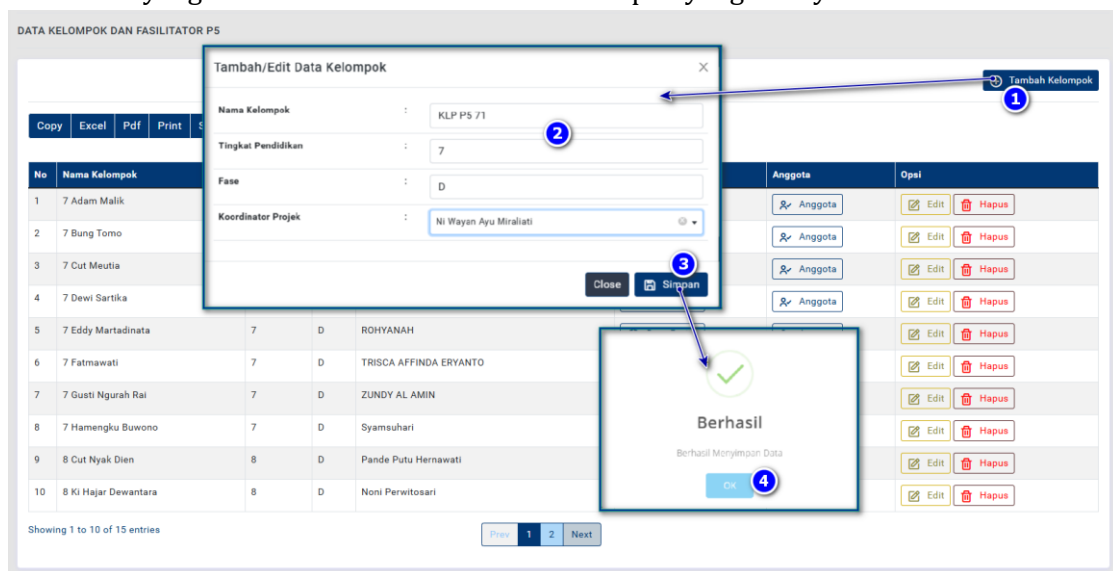 DATA KELOMPOK DAN FASILITATOR P5
Tambah Kelompok
1
Copy Excel Pdf Print
Tambah/Edit Data Kelompok ×
Nama Kelompok : KLP P5 71
2
Tingkat Pendidikan : 7
Fase : D
Koordinator Projek : Ni Wayan Ayu Miraliati
3
Close Simpan
No Nama Kelompok Anggota Opsi
1 7 Adam Malik Anggota Edit Hapus
2 7 Bung Tomo Anggota Edit Hapus
3 7 Cut Meutia Anggota Edit Hapus
4 7 Dewi Sartika Anggota Edit Hapus
5 7 Eddy Martadinata 7 D ROHYANAH Edit Hapus
6 7 Fatmawati 7 D TRISCA AFFINDA ERYANTO Edit Hapus
7 7 Gusti Ngurah Rai 7 D ZUNDY AL AMIN Edit Hapus
8 7 Hamengku Buwono 7 D Syamsuhari Edit Hapus
9 8 Cut Nyak Dien 8 D Pande Putu Hernawati Edit Hapus
10 8 Ki Hajar Dewantara 8 D Noni Perwitosari Edit Hapus
Berhasil
Berhasil Menyimpan Data
OK
4
Showing 1 to 10 of 15 entries
Prev 1 2 Next